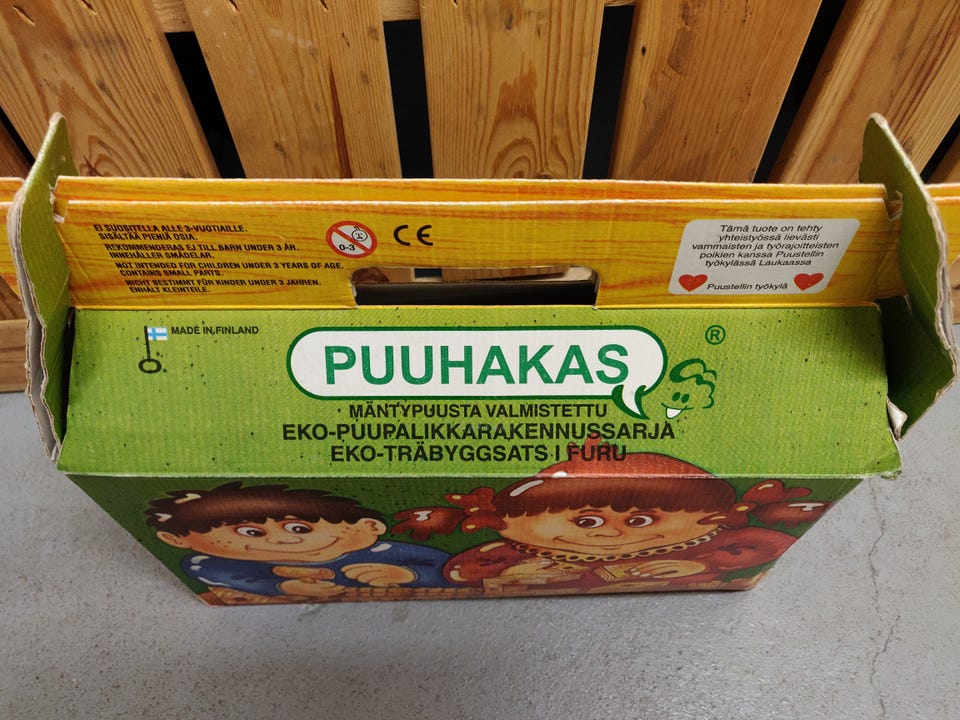 EI SUOSITELLA ALLE 3-VUOTIAILLE.
SISÄLTÄÄ PIENIÄ OSIA.
REKOMMENDERAS EJ TILL BARN UNDER 3 ÅR.
INNEHÅLLER SMÅDELAR.
NOT INTENDED FOR CHILDREN UNDER 3 YEARS OF AGE.
CONTAINS SMALL PARTS.
NICHT BESTIMMT FÜR KINDER UNDER 3 JAHREN.
ENHÄLT KLEINTEILE.
0-3
CE
Tämä tuote on tehty
yhteistyössä lievästi
vammaisten ja työrajoitteisten
poikien kanssa Puustellin
työkylässä Laukaassa
Puustellin työkylä
MADE IN FINLAND
PUUHAKAS
®
MÄNTYPUUSTA VALMISTETTU
EKO-PUUPALIKKARAKENNUSSARJA
EKO-TRÄBYGGSATS I FURU